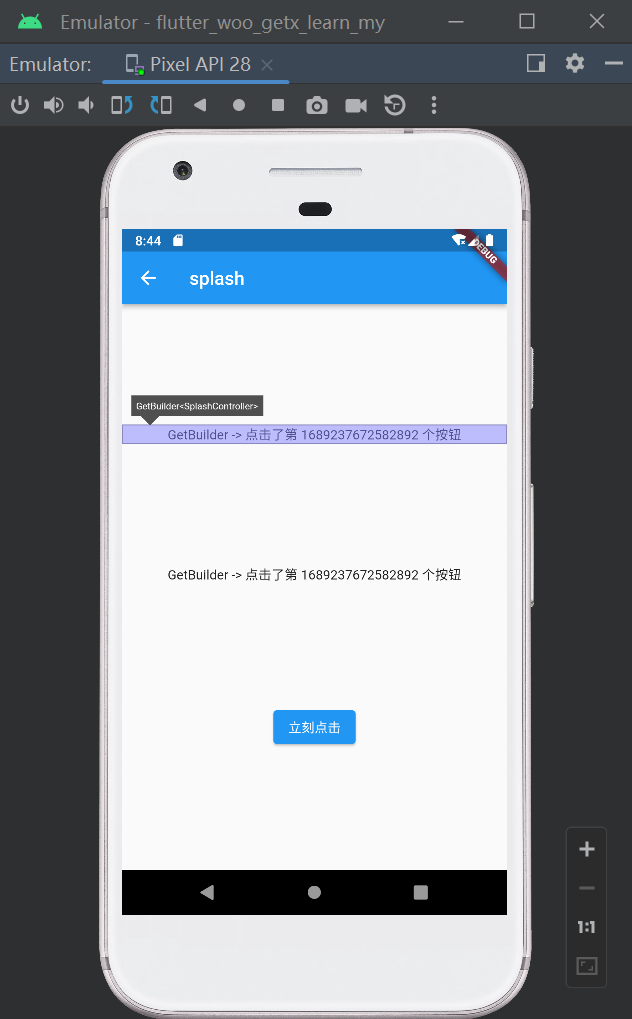 Emulator - flutter_woo_getx_learn_my
Emulator: Pixel API 28
8:44
DEBUG
splash
GetBuilder<SplashController>
GetBuilder -> 点击了第 1689237672582892 个按钮
GetBuilder -> 点击了第 1689237672582892 个按钮
立刻点击
1:1